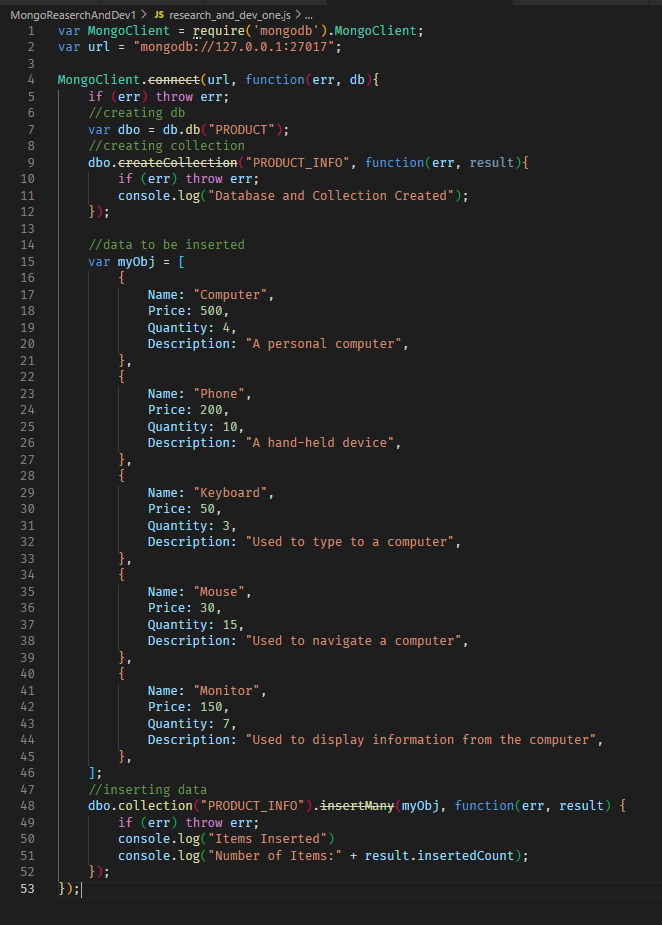 MongoReaserchAndDev1 > JS research_and_dev_one.js > ...
1 var MongoClient = require('mongodb').MongoClient;
2 var url = "mongodb://127.0.0.1:27017";
3
4 MongoClient.connect(url, function(err, db){
5     if (err) throw err;
6     //creating db
7     var dbo = db.db("PRODUCT");
8     //creating collection
9     dbo.createCollection("PRODUCT_INFO", function(err, result){
10         if (err) throw err;
11         console.log("Database and Collection Created");
12     });
13
14     //data to be inserted
15     var myObj = [
16         {
17             Name: "Computer",
18             Price: 500,
19             Quantity: 4,
20             Description: "A personal computer",
21         },
22         {
23             Name: "Phone",
24             Price: 200,
25             Quantity: 10,
26             Description: "A hand-held device",
27         },
28         {
29             Name: "Keyboard",
30             Price: 50,
31             Quantity: 3,
32             Description: "Used to type to a computer",
33         },
34         {
35             Name: "Mouse",
36             Price: 30,
37             Quantity: 15,
38             Description: "Used to navigate a computer",
39         },
40         {
41             Name: "Monitor",
42             Price: 150,
43             Quantity: 7,
44             Description: "Used to display information from the computer",
45         },
46     ];
47     //inserting data
48     dbo.collection("PRODUCT_INFO").insertMany(myObj, function(err, result) {
49         if (err) throw err;
50         console.log("Items Inserted")
51         console.log("Number of Items:" + result.insertedCount);
52     });
53 });